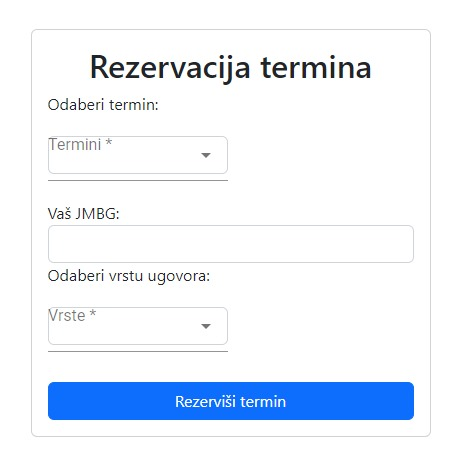 Rezervacija termina
Odaberi termin:
Termini *
Vaš JMBG:
Odaberi vrstu ugovora:
Vrste *
Rezerviši termin